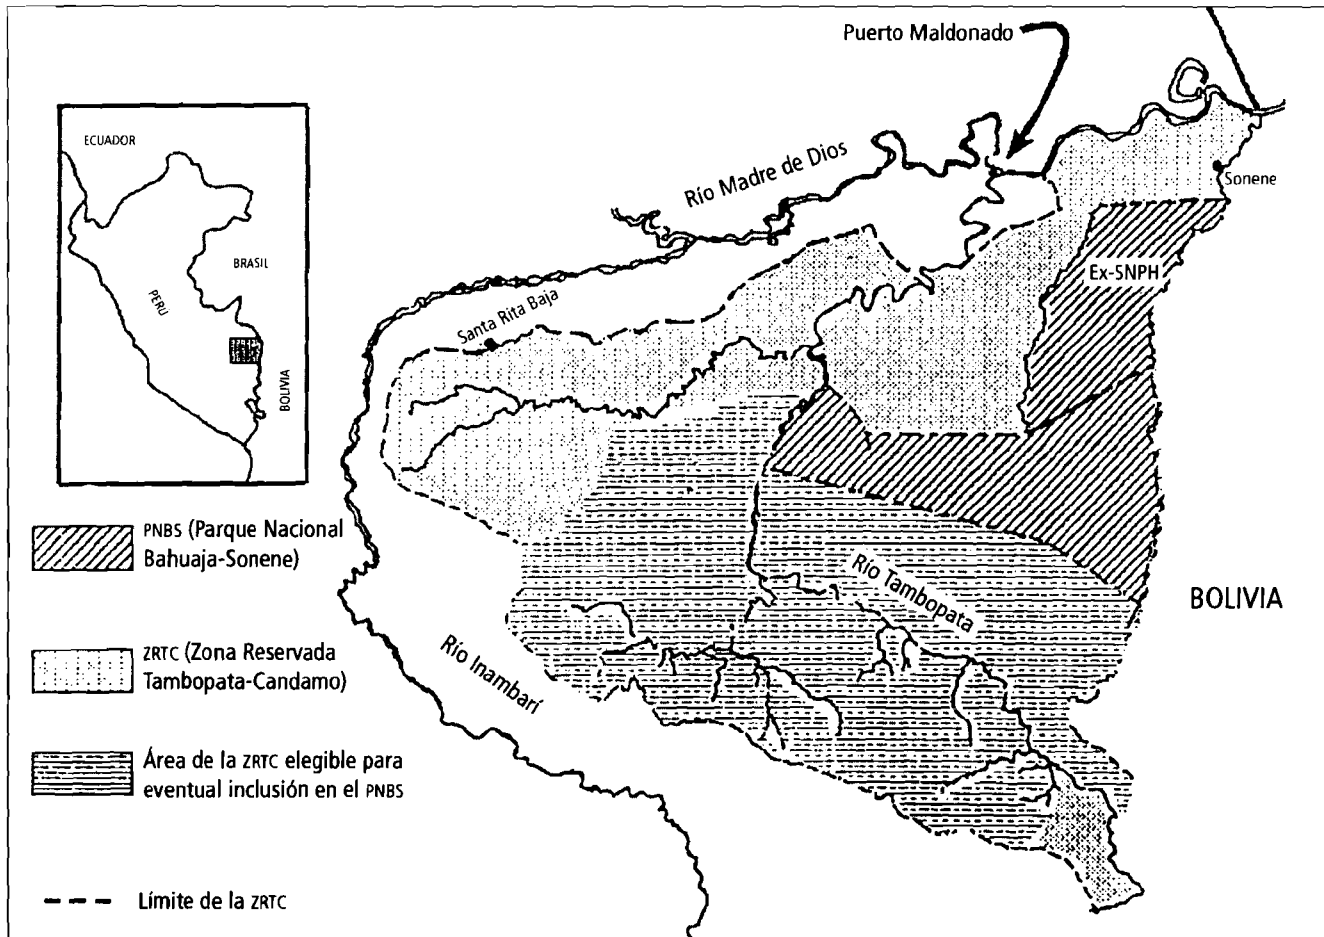 Puerto Maldonado
ECUADOR
BRASIL
PERÚ
BOLIVIA
Río Madre de Dios
Sonene
Ex-SNPH
Santa Rita Baja
PNBS (Parque Nacional
Bahuaja-Sonene)
ZRTC (Zona Reservada
Tambopata-Candamo)
Área de la ZRTC elegible para
eventual inclusión en el PNBS
Límite de la ZRTC
Río Inambarí
Río Tambopata
BOLIVIA